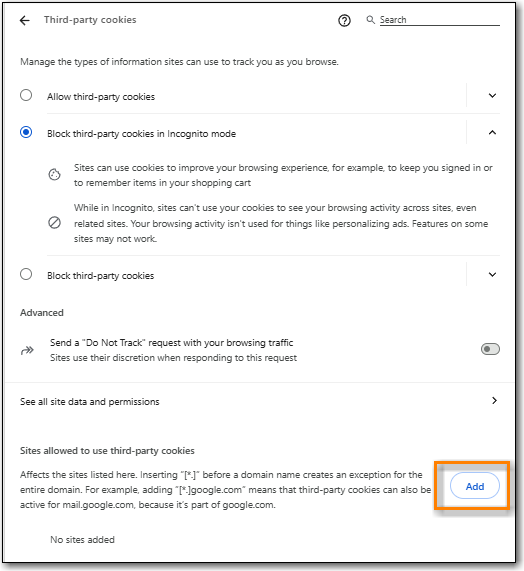 Third-party cookies
Search
Manage the types of information sites can use to track you as you browse.
Allow third-party cookies
Block third-party cookies in Incognito mode
Sites can use cookies to improve your browsing experience, for example, to keep you signed in or
to remember items in your shopping cart
While in Incognito, sites can't use your cookies to see your browsing activity across sites, even
related sites. Your browsing activity isn't used for things like personalizing ads. Features on some
sites may not work.
Block third-party cookies
Advanced
Send a "Do Not Track" request with your browsing traffic
Sites use their discretion when responding to this request
See all site data and permissions
Sites allowed to use third-party cookies
Affects the sites listed here. Inserting "[*.]" before a domain name creates an exception for the
entire domain. For example, adding "[*.]google.com" means that third-party cookies can also be
active for mail.google.com, because it's part of google.com.
Add
No sites added